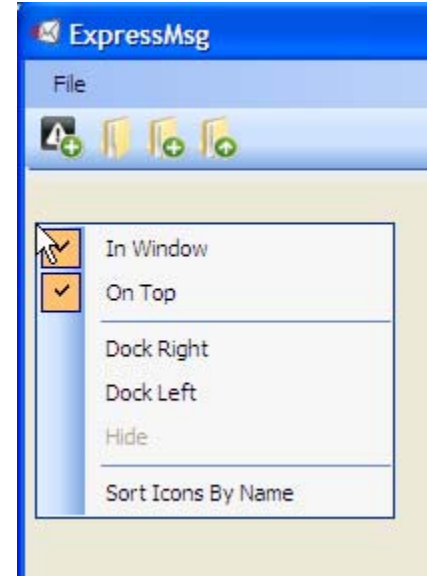 ExpressMsg
File
In Window
On Top
Dock Right
Dock Left
Hide
Sort Icons By Name